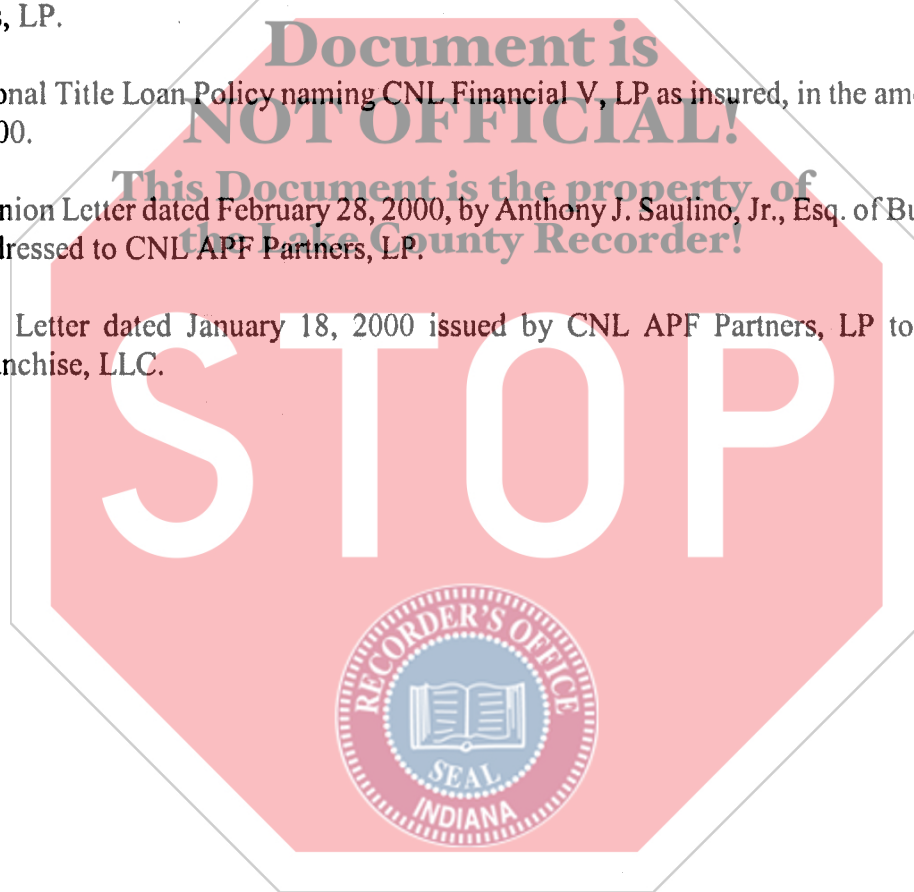 s, LP.
Document is
onal Title Loan Policy naming CNL Financial V, LP as insured, in the am
NOT OFFICIAL!
00.
This Document is the property of
nion Letter dated February 28, 2000, by Anthony J. Saulino, Jr., Esq. of Bu
the Lake County Recorder!
dressed to CNL APF Partners, LP.
Letter dated January 18, 2000 issued by CNL APF Partners, LP to
nchise, LLC.
STOP
RECORDER'S OFFICE
SEAL
INDIANA